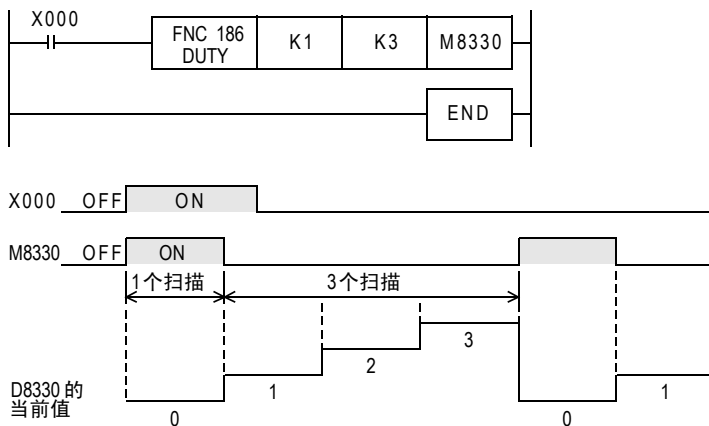 X000
FNC 186
DUTY
K1
K3
M8330
END
X000 OFF ON
M8330 OFF ON
1个扫描 3个扫描
3
2
1 1
D8330的
当前值
0 0